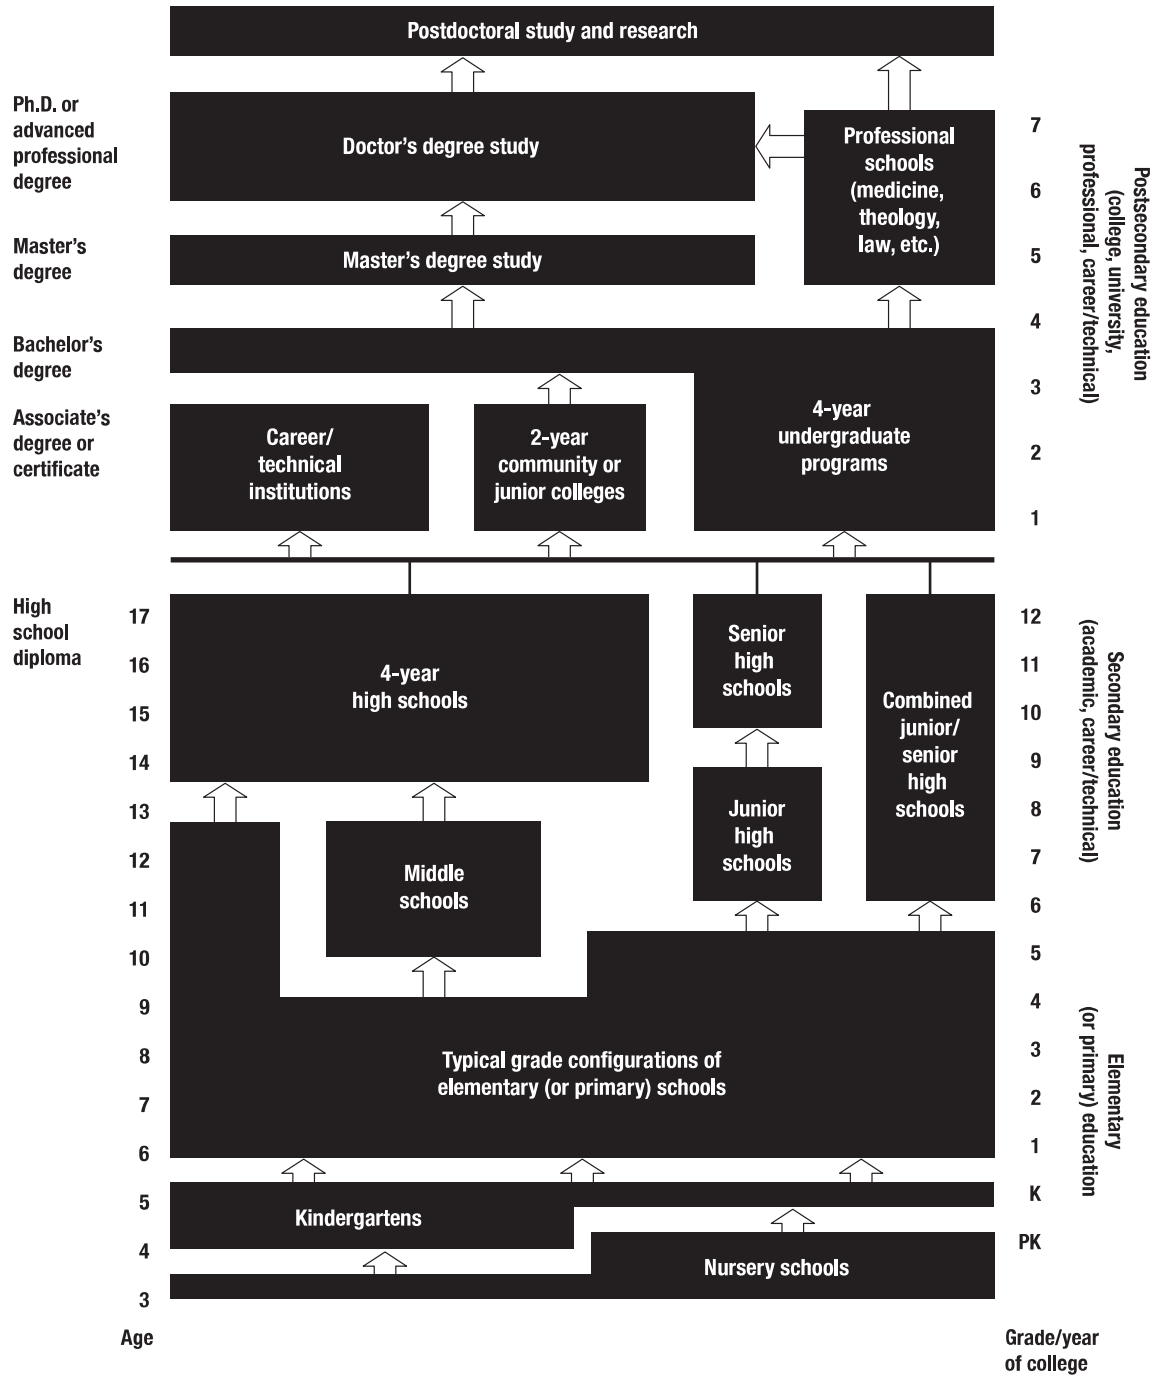 Postdoctoral study and research
Ph.D. or
advanced
professional
degree
Doctor's degree study
Professional
schools
(medicine,
theology,
law, etc.)
7
6
5
Master's
degree
Master's degree study
4
Bachelor's
degree
3
Associate's
degree or
certificate
Career/
technical
institutions
2-year
community or
junior colleges
4-year
undergraduate
programs
2
1
Postsecondary education
(college, university,
professional, career/technical)
High
school
diploma
17
16
15
14
13
12
11
10
9
8
7
6
5
4
3
Age
4-year
high schools
Senior
high
schools
Combined
junior/
senior
high
schools
Junior
high
schools
Middle
schools
Typical grade configurations of
elementary (or primary) schools
Kindergartens
Nursery schools
12
11
10
9
8
7
6
5
4
3
2
1
K
PK
Grade/year
of college
Secondary education
(academic, career/technical)
Elementary
(or primary) education